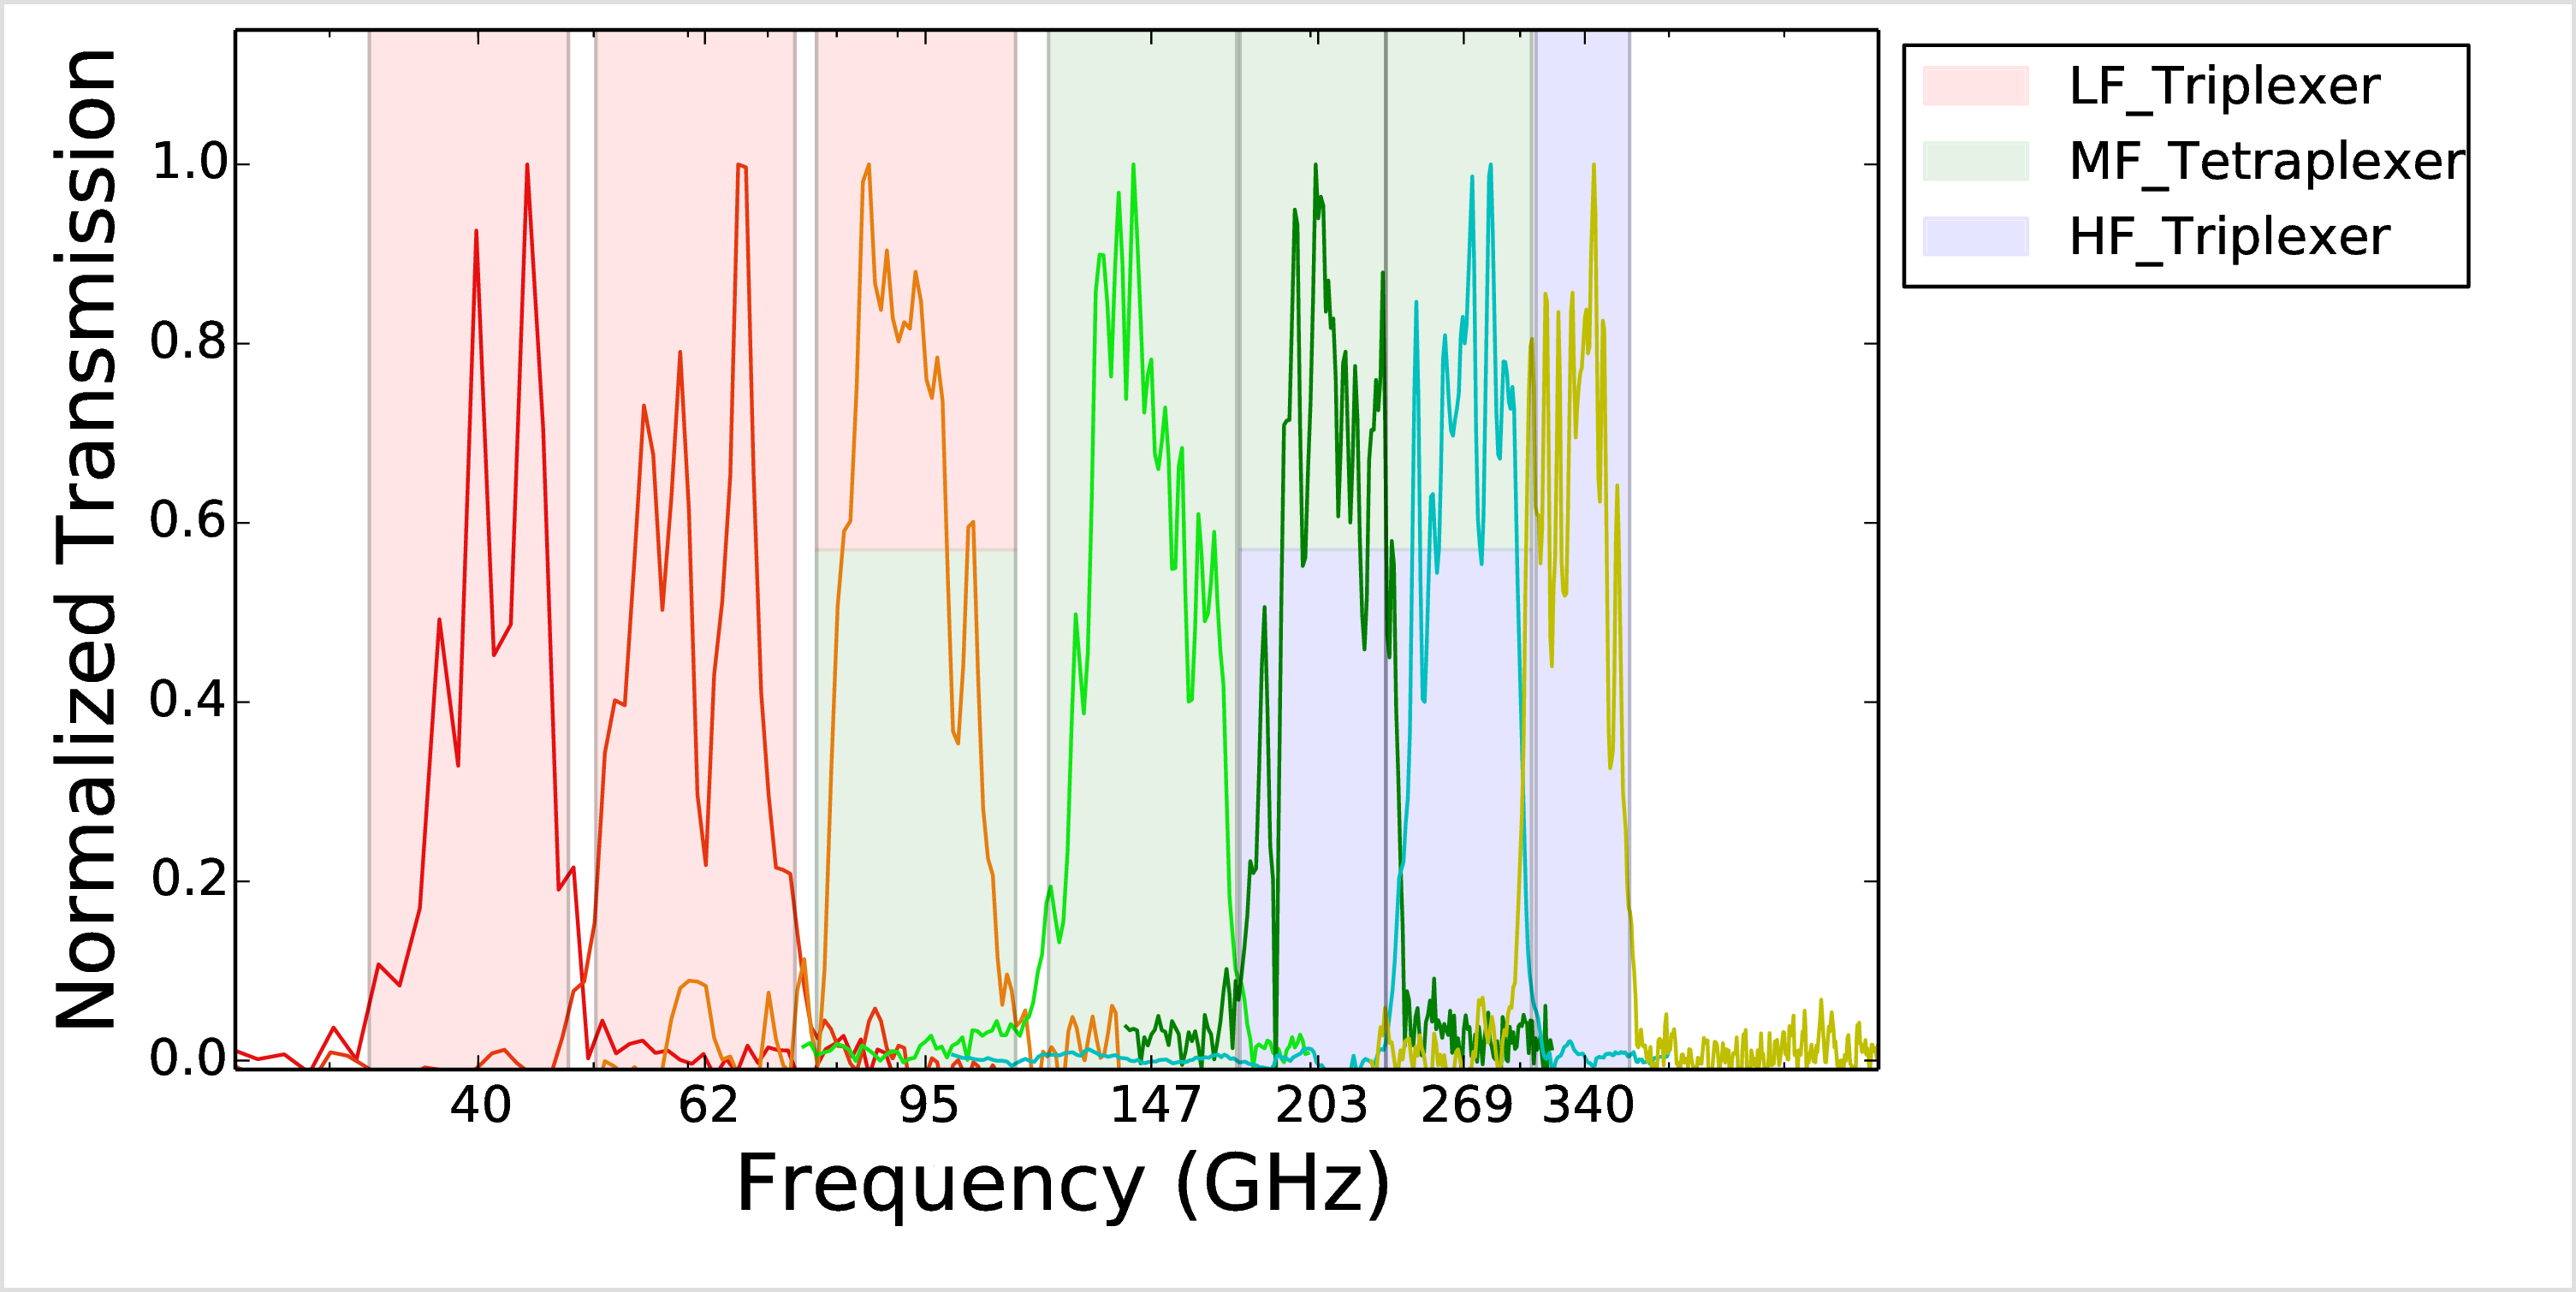 Normalized Transmission
1.0
0.8
0.6
0.4
0.2
0.0
40 62 95 147 203 269 340
Frequency (GHz)
LF_Triplexer
MF_Tetraplexer
HF_Triplexer